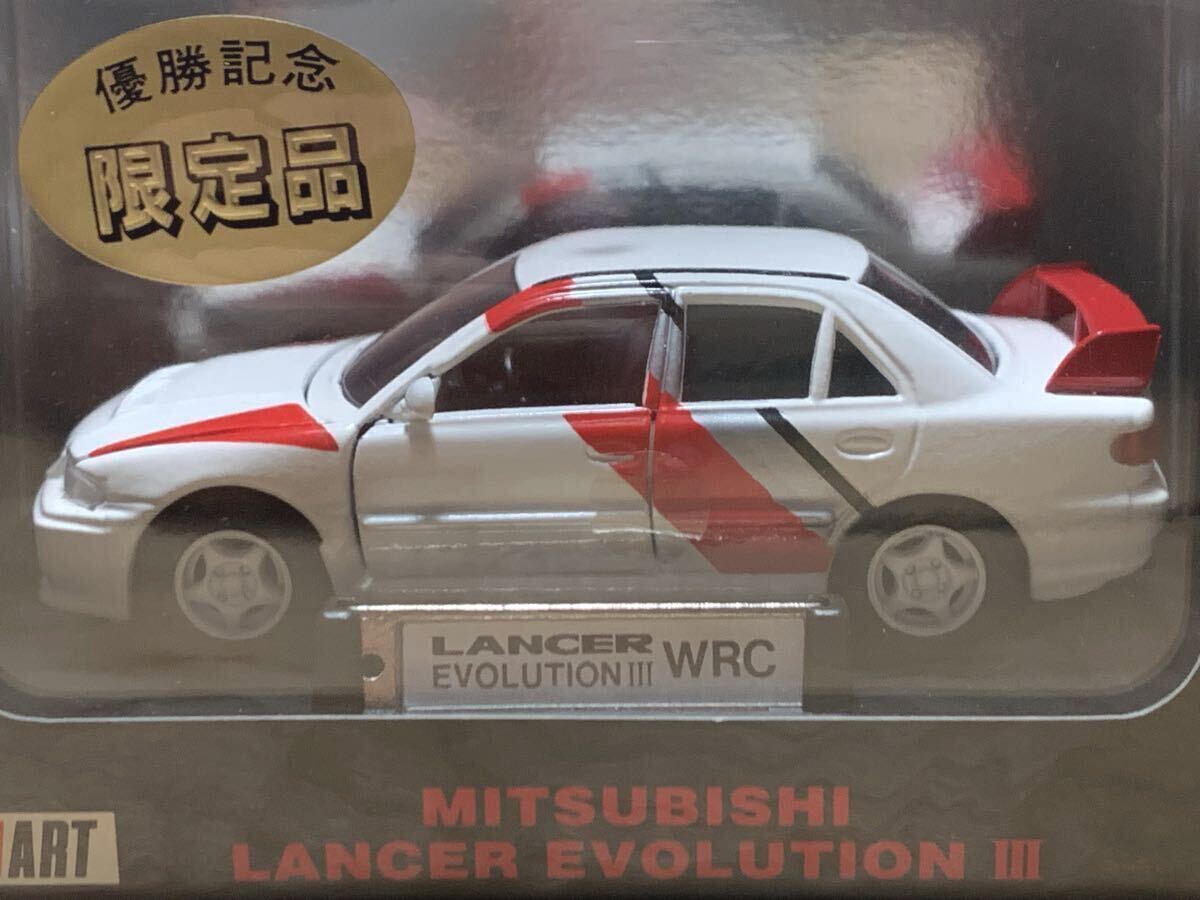 優勝記念
限定品
LANCER
EVOLUTION III WRC
ART
MITSUBISHI
LANCER EVOLUTION III